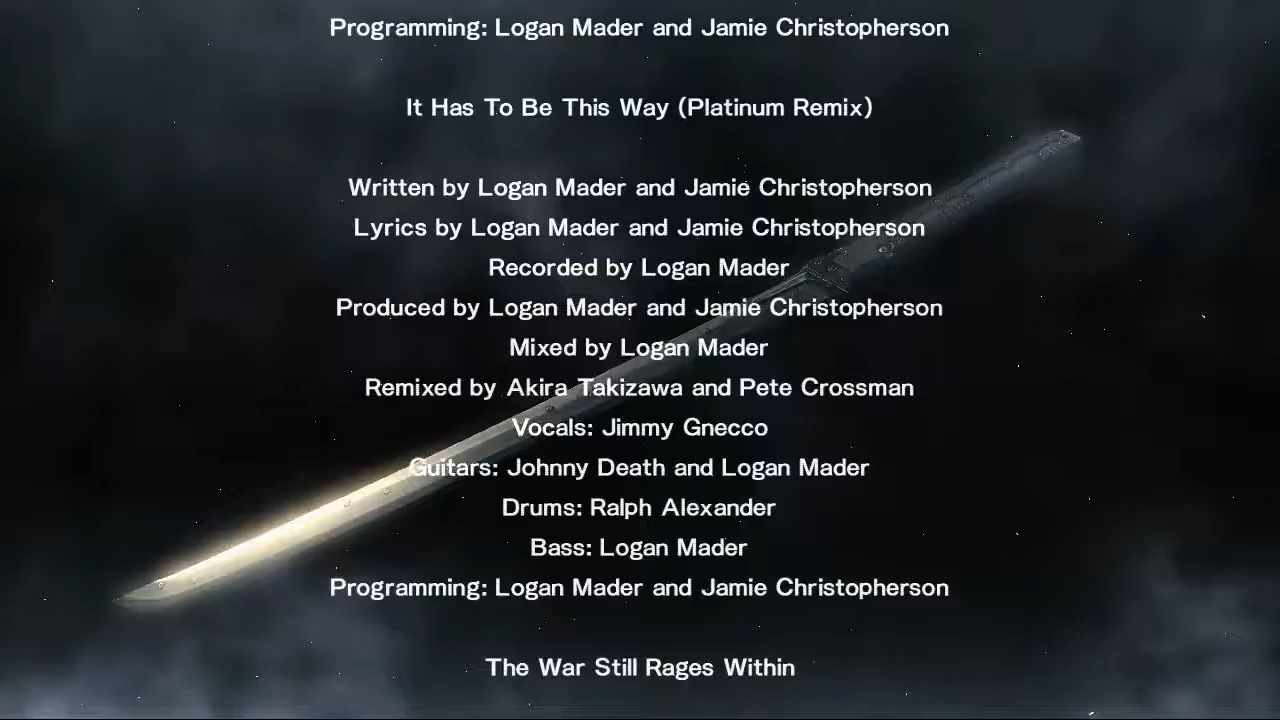 Programming: Logan Mader and Jamie Christopherson
It Has To Be This Way (Platinum Remix)
Written by Logan Mader and Jamie Christopherson
Lyrics by Logan Mader and Jamie Christopherson
Recorded by Logan Mader
Produced by Logan Mader and Jamie Christopherson
Mixed by Logan Mader
Remixed by Akira Takizawa and Pete Crossman
Vocals: Jimmy Gnecco
Guitars: Johnny Death and Logan Mader
Drums: Ralph Alexander
Bass: Logan Mader
Programming: Logan Mader and Jamie Christopherson
The War Still Rages Within